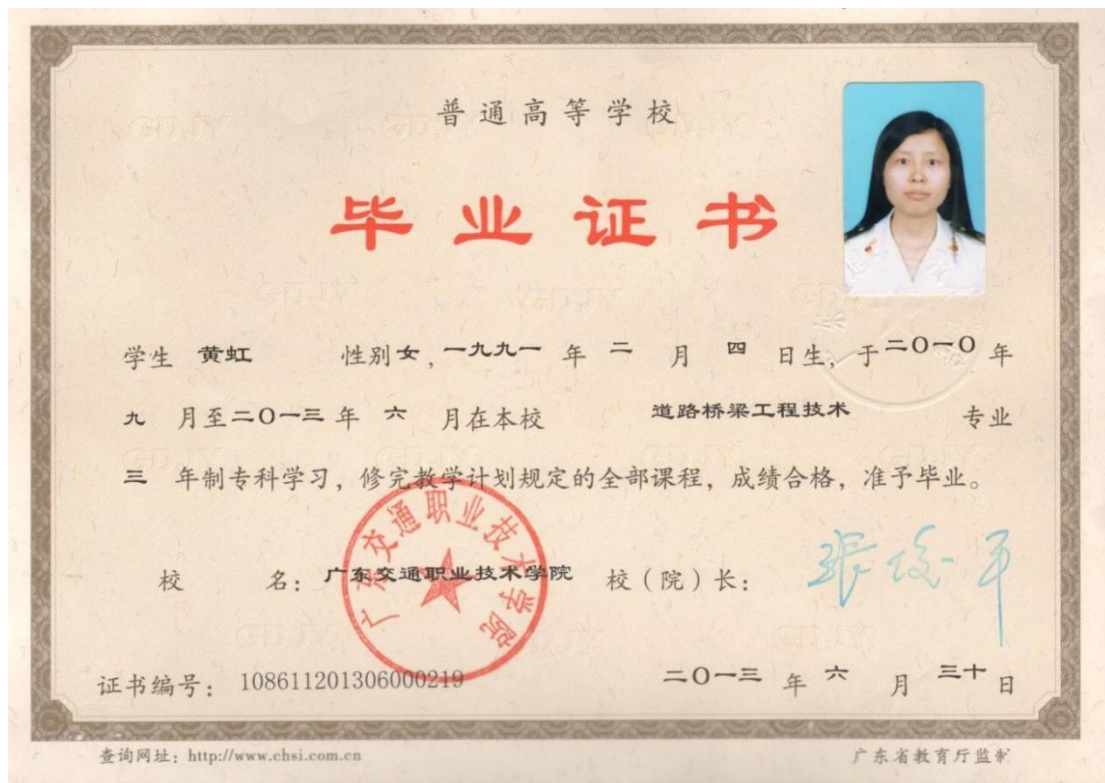 普通高等学校
毕业证书
学生 黄虹 性别女，一九九一 年 二 月 四 日生，于二〇一〇 年
九 月至二〇一三 年 六 月在本校 道路桥梁工程技术 专业
三 年制专科学习，修完教学计划规定的全部课程，成绩合格，准予毕业。
广东交通职业技术学院
校 名：广东交通职业技术学院 校（院）长：
证书编号：108611201306000219 二〇一三 年 六 月 三十 日
查询网址：http://www.chsi.com.cn 广东省教育厅监制